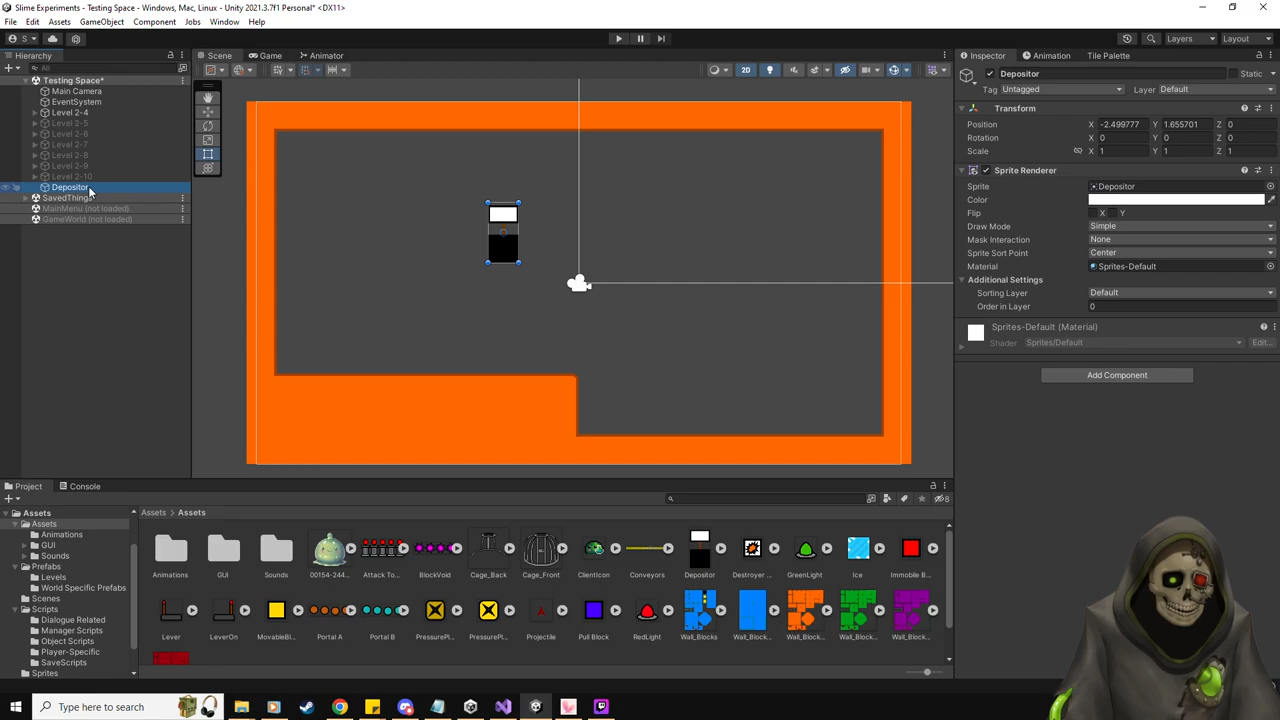 Slime Experiments - Testing Space - Windows, Mac, Linux - Unity 2021.3.7f1 Personal* <DX11>
File Edit Assets GameObject Component Jobs Window Help
S Layers Layout
Hierarchy Scene Game Animator Inspector Animation Tile Palette
All
2D
Testing Space*
Main Camera
EventSystem
Level 2-4
Level 2-5
Level 2-6
Level 2-7
Level 2-8
Level 2-9
Level 2-10
Depositor
SavedThings
MainMenu (not loaded)
GameWorld (not loaded)
Depositor Static
Tag Untagged Layer Default
Transform
Position X -2.499777 Y 1.655701 Z 0
Rotation X 0 Y 0 Z 0
Scale X 1 Y 1 Z 1
Sprite Renderer
Sprite Depositor
Color
Flip X Y
Draw Mode Simple
Mask Interaction None
Sprite Sort Point Center
Material Sprites-Default
Additional Settings
Sorting Layer Default
Order in Layer 0
Sprites-Default (Material)
Shader Sprites/Default Edit...
Add Component
Project Console
8
Assets
Assets
Animations
GUI
Sounds
Prefabs
Levels
World Specific Prefabs
Scenes
Scripts
Dialogue Related
Manager Scripts
Object Scripts
Player-Specific
SaveScripts
Sprites
Assets > Assets
Animations GUI Sounds 00154-244... Attack To... BlockVoid Cage_Back Cage_Front ClientIcon Conveyors Depositor Destroyer ... GreenLight Ice Immobile B...
Lever LeverOn MovableBl... Portal A Portal B PressurePl... PressurePl... Projectile Pull Block RedLight Wall_Blocks Wall_Block... Wall_Bloc... Wall_Block... Wall_Block...
Type here to search